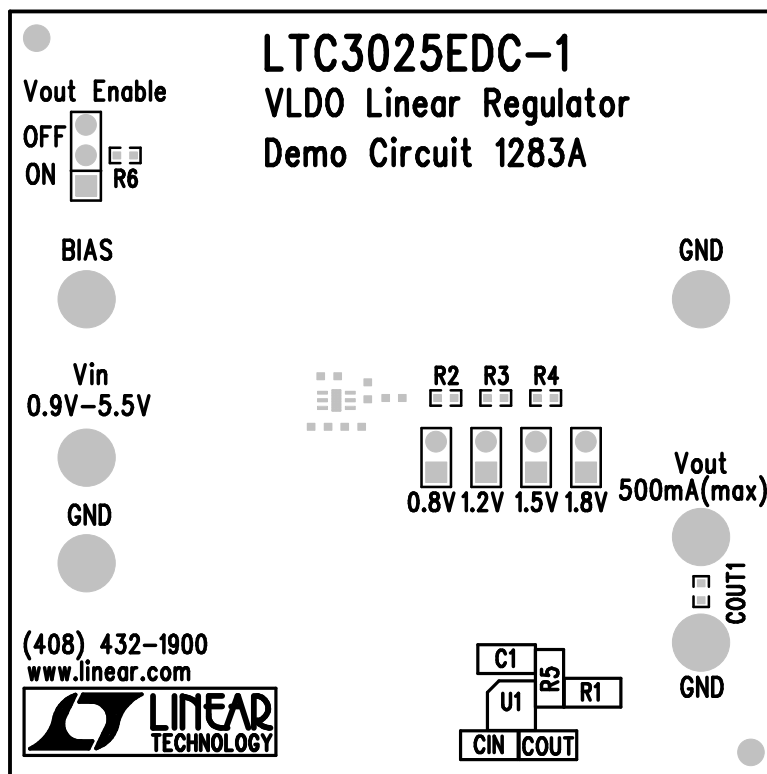 LTC3025EDC-1
VLDO Linear Regulator
Demo Circuit 1283A
Vout Enable
OFF
ON
R6
BIAS
GND
Vin
0.9V-5.5V
R2 R3 R4
0.8V 1.2V 1.5V 1.8V
Vout
500mA(max)
GND
COUT1
GND
(408) 432-1900
www.linear.com
LINEAR
TECHNOLOGY
C1
R5
R1
U1
CIN COUT